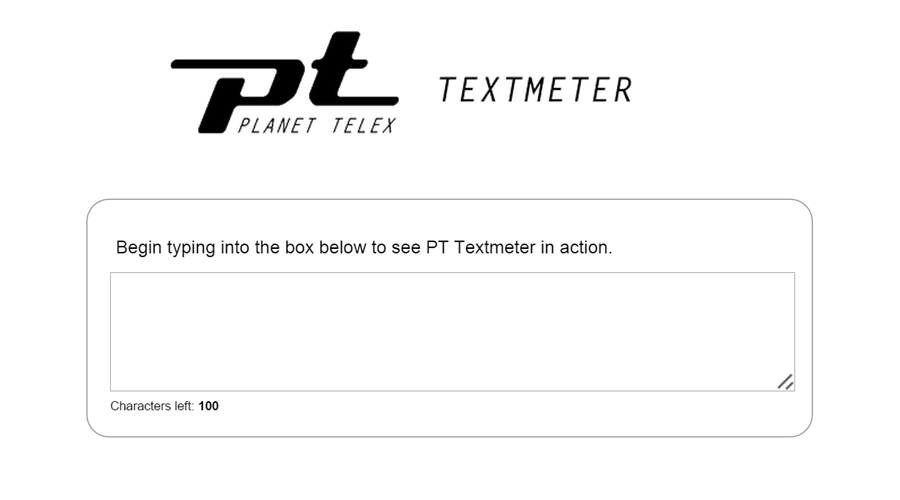 pt
PLANET TELEX
TEXTMETER
Begin typing into the box below to see PT Textmeter in action.
Characters left: 100